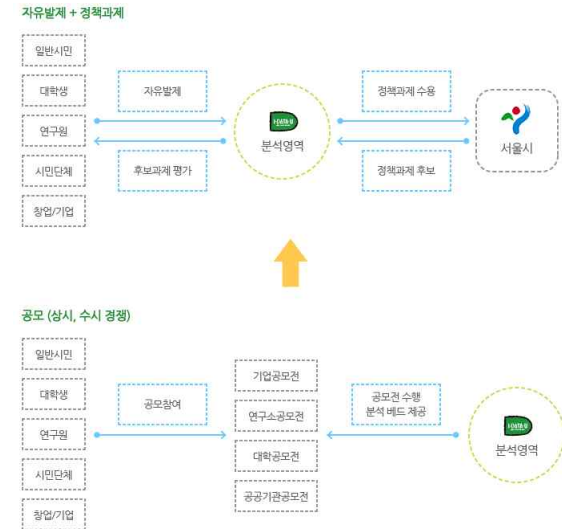 자유발제 + 정책과제
일반시민
대학생
연구원
시민단체
창업/기업
자유발제
후보과제 평가
분석영역
정책과제 수용
정책과제 후보
서울시
공모 (상시, 수시 경쟁)
일반시민
대학생
연구원
시민단체
창업/기업
공모참여
기업공모전
연구소공모전
대학공모전
공공기관공모전
공모전 수행
분석 베드 제공
분석영역